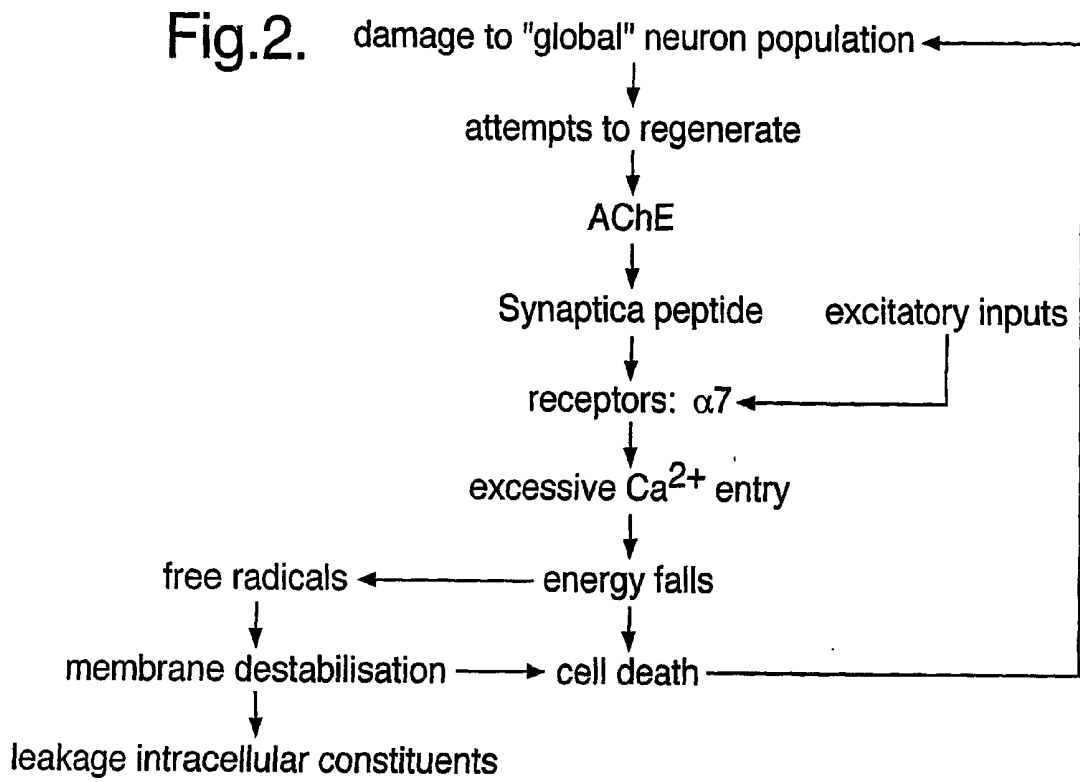 Fig.2.
damage to "global" neuron population
attempts to regenerate
AChE
Synaptica peptide
excitatory inputs
receptors: α7
excessive Ca²⁺ entry
free radicals
energy falls
membrane destabilisation
cell death
leakage intracellular constituents